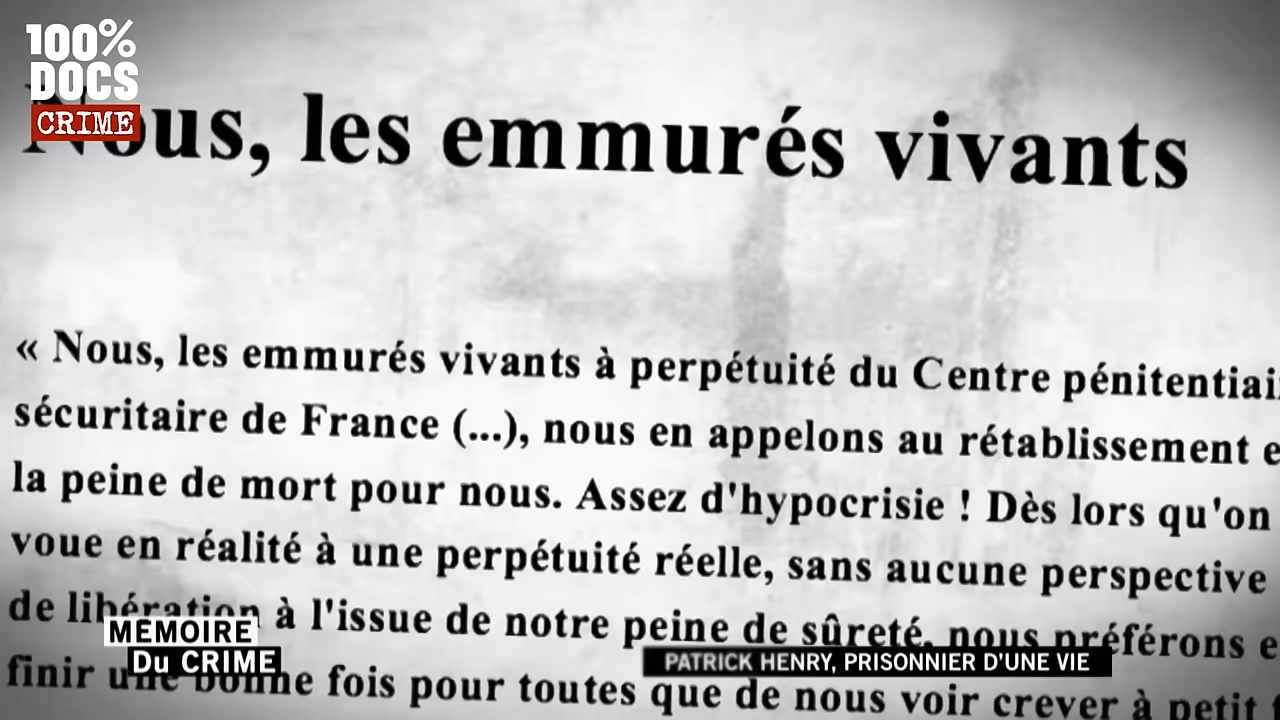 100%
DOCS
CRIME
Nous, les emmurés vivants
« Nous, les emmurés vivants à perpétuité du Centre pénitentiai
sécuritaire de France (...), nous en appelons au rétablissement e
la peine de mort pour nous. Assez d'hypocrisie ! Dès lors qu'on
voue en réalité à une perpétuité réelle, sans aucune perspective
de libération à l'issue de notre peine de sûreté, nous préférons e
finir une bonne fois pour toutes que de nous voir crever à petit
MÉMOIRE
Du CRIME
PATRICK HENRY, PRISONNIER D'UNE VIE